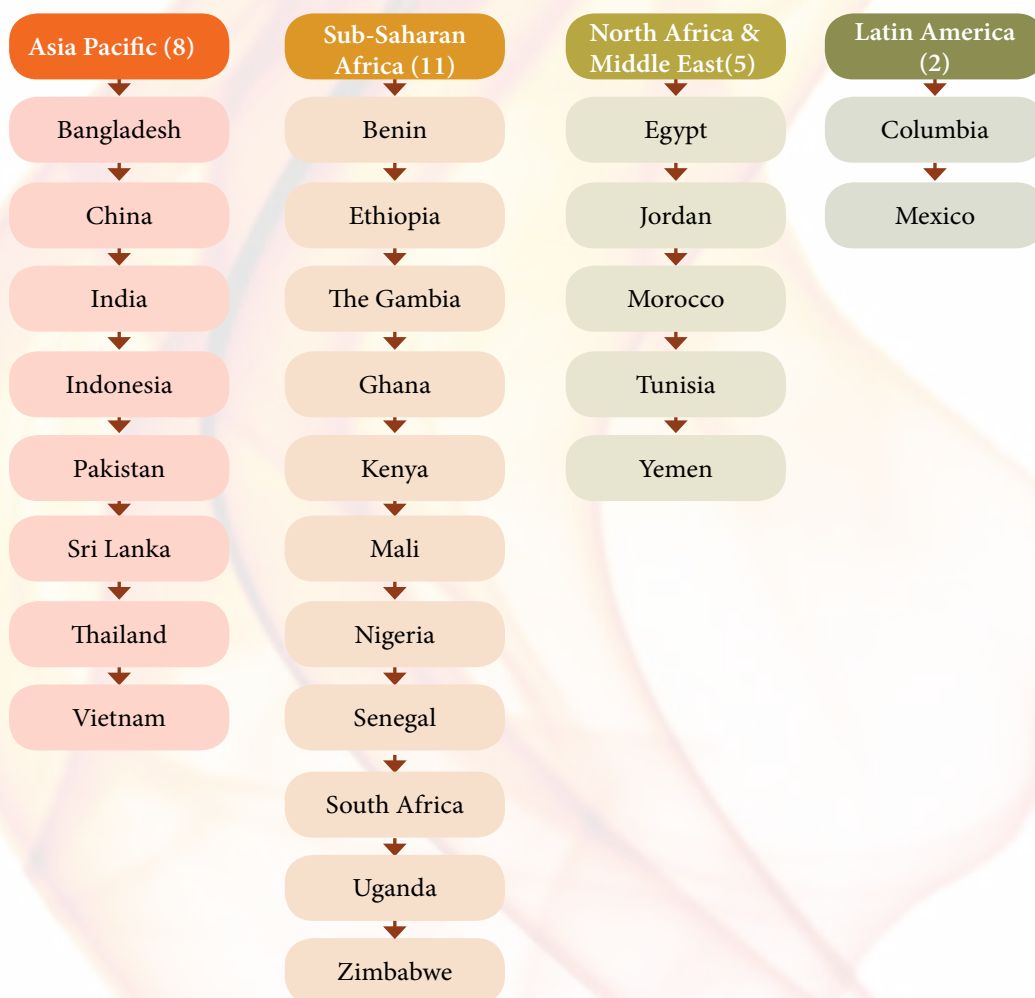 Asia Pacific (8)
Bangladesh
China
India
Indonesia
Pakistan
Sri Lanka
Thailand
Vietnam
Sub-Saharan
Africa (11)
Benin
Ethiopia
The Gambia
Ghana
Kenya
Mali
Nigeria
Senegal
South Africa
Uganda
Zimbabwe
North Africa &
Middle East(5)
Egypt
Jordan
Morocco
Tunisia
Yemen
Latin America
(2)
Columbia
Mexico